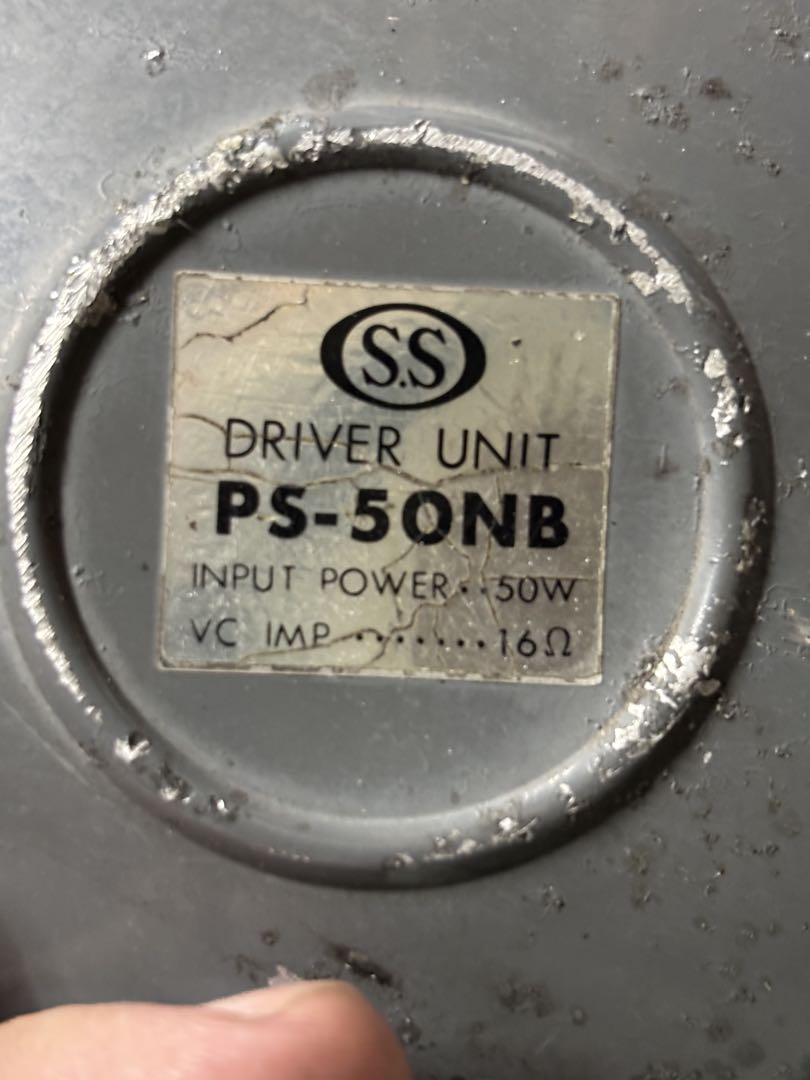 S.S
DRIVER UNIT
PS-50NB
INPUT POWER··50W
VC IMP········16Ω